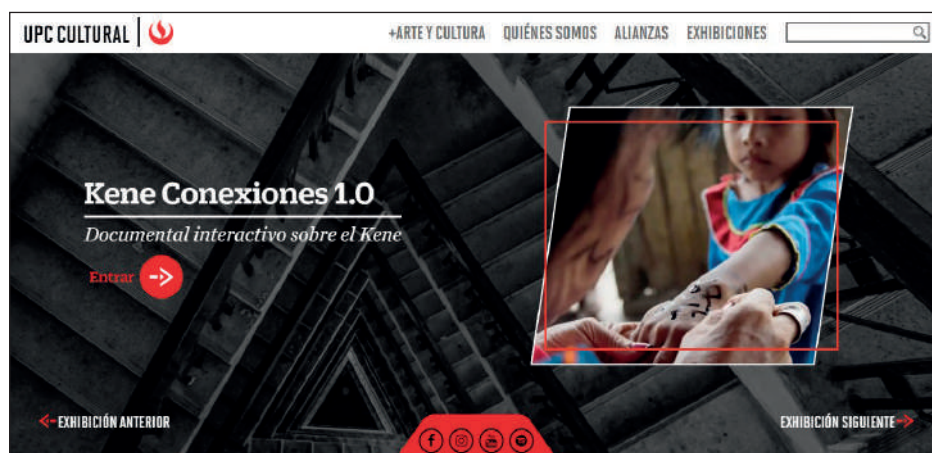 UPC CULTURAL
+ARTE Y CULTURA QUIÉNES SOMOS ALIANZAS EXHIBICIONES
Kene Conexiones 1.0
Documental interactivo sobre el Kene
Entrar
EXHIBICIÓN ANTERIOR
EXHIBICIÓN SIGUIENTE